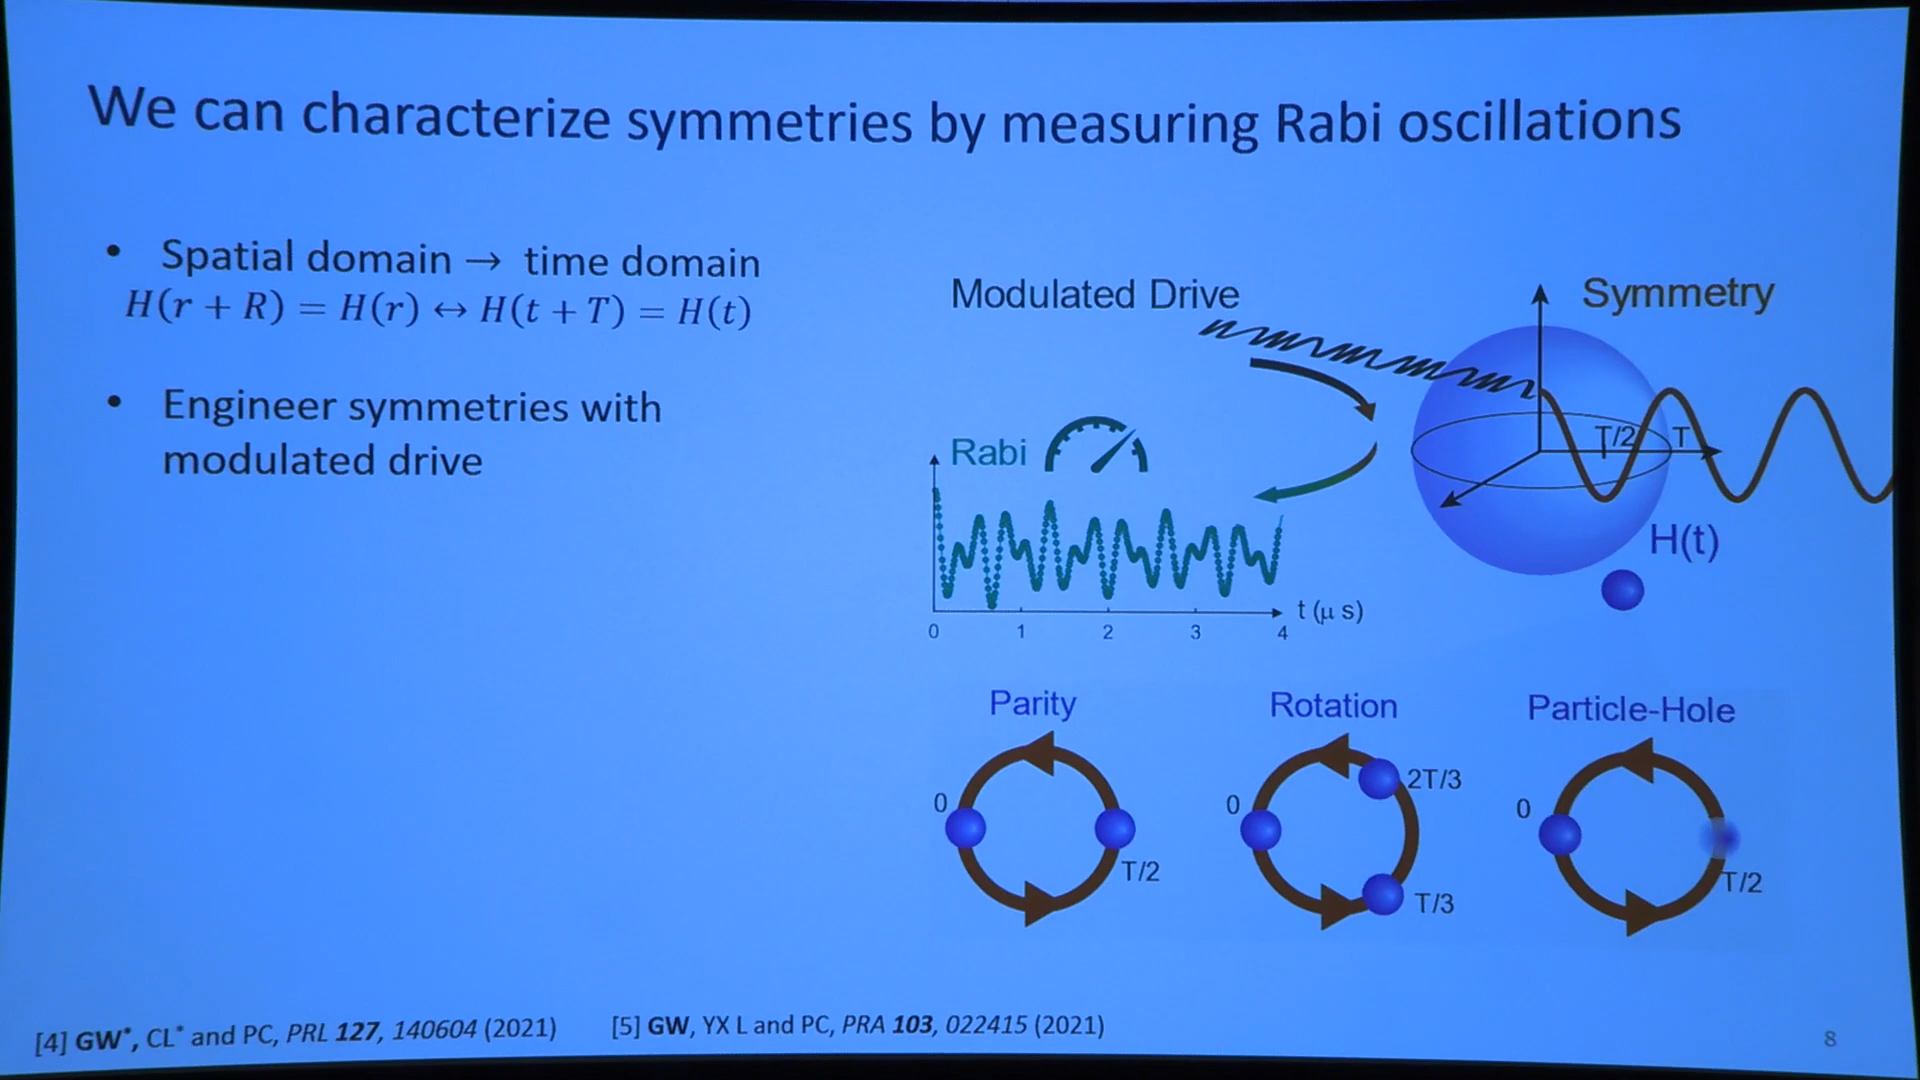 We can characterize symmetries by measuring Rabi oscillations
• Spatial domain → time domain
H(r + R) = H(r) ↔ H(t + T) = H(t)
• Engineer symmetries with
modulated drive
Modulated Drive
Symmetry
T/2
T
H(t)
Rabi
t (μ s)
0 1 2 3 4
Parity
0
T/2
Rotation
0
2T/3
T/3
Particle-Hole
0
T/2
[4] GW*, CL* and PC, PRL 127, 140604 (2021)
[5] GW, YX L and PC, PRA 103, 022415 (2021)
8